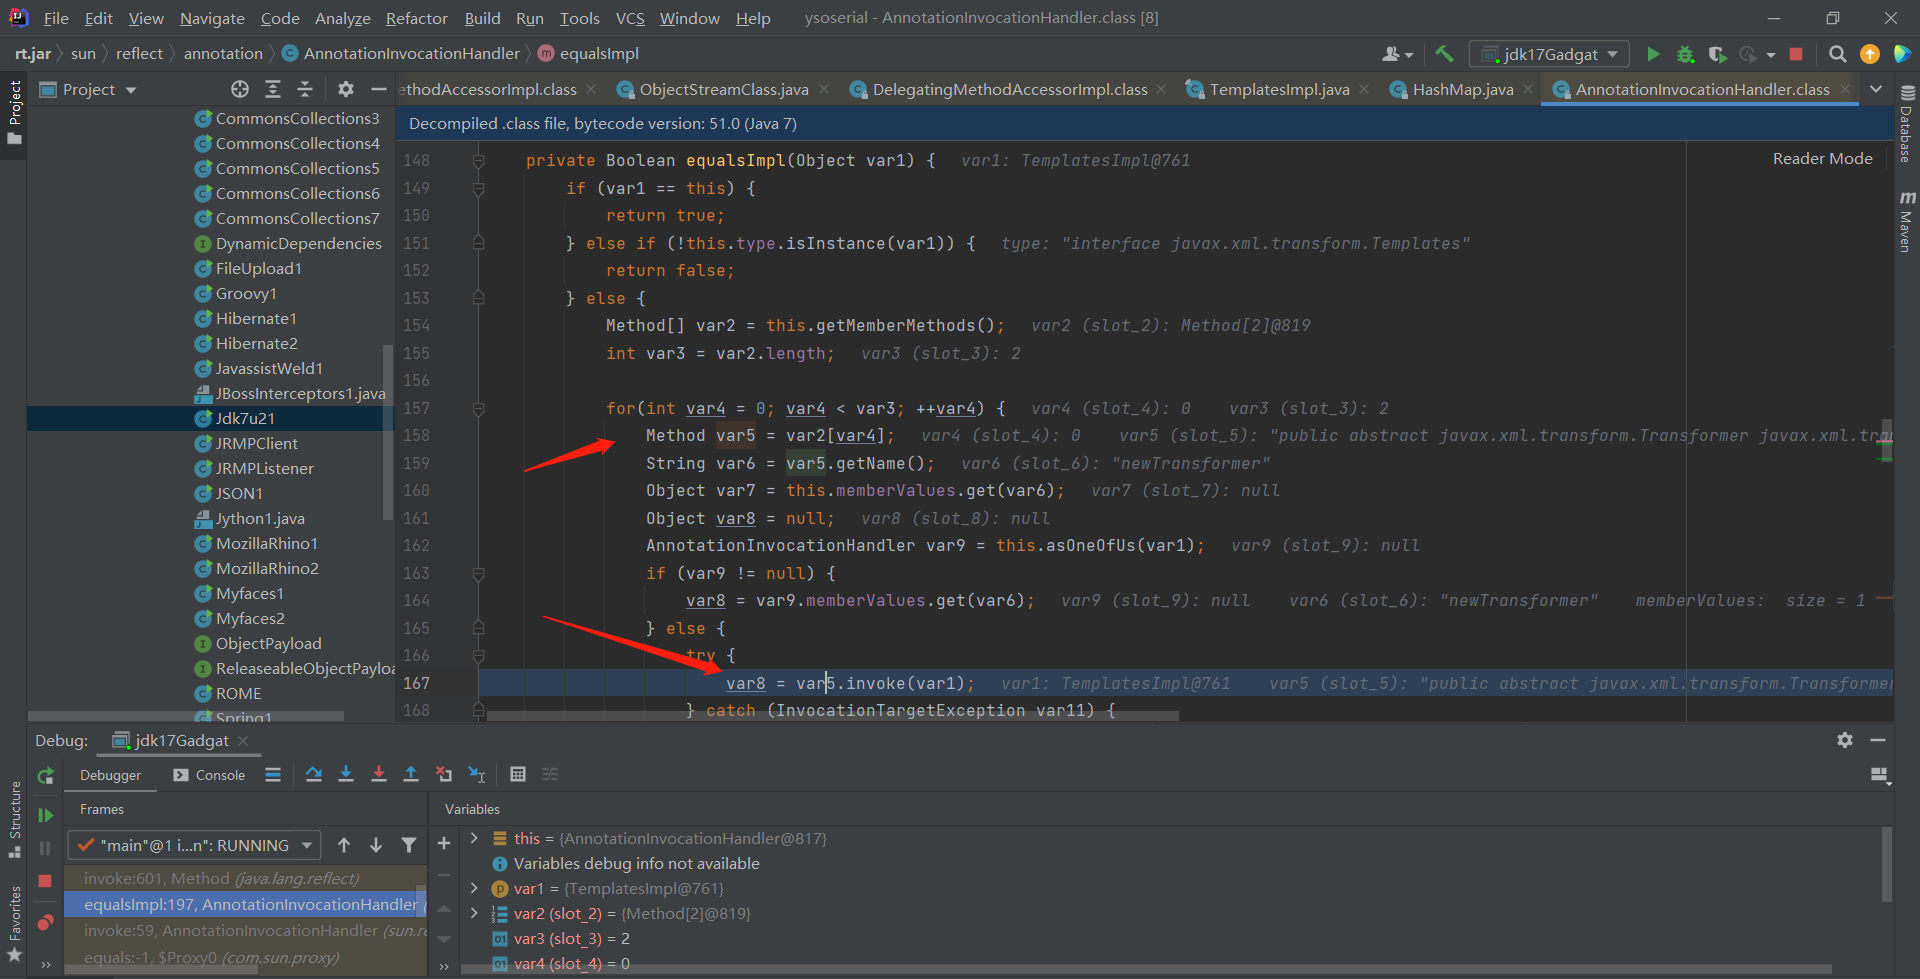 File Edit View Navigate Code Analyze Refactor Build Run Tools VCS Window Help ysoserial - AnnotationInvocationHandler.class [8]
rt.jar sun reflect annotation AnnotationInvocationHandler equalsImpl jdk17Gadgat
Project
Project
ethodAccessorImpl.class ObjectStreamClass.java DelegatingMethodAccessorImpl.class TemplatesImpl.java HashMap.java AnnotationInvocationHandler.class
Decompiled .class file, bytecode version: 51.0 (Java 7)
Reader Mode
Database
Maven
CommonsCollections3
CommonsCollections4
CommonsCollections5
CommonsCollections6
CommonsCollections7
DynamicDependencies
FileUpload1
Groovy1
Hibernate1
Hibernate2
JavassistWeld1
JBossInterceptors1.java
Jdk7u21
JRMPClient
JRMPListener
JSON1
Jython1.java
MozillaRhino1
MozillaRhino2
Myfaces1
Myfaces2
ObjectPayload
ReleaseableObjectPayloa
ROME
Spring1
148 private Boolean equalsImpl(Object var1) { var1: TemplatesImpl@761
149 if (var1 == this) {
150 return true;
151 } else if (!this.type.isInstance(var1)) { type: "interface javax.xml.transform.Templates"
152 return false;
153 } else {
154 Method[] var2 = this.getMemberMethods(); var2 (slot_2): Method[2]@819
155 int var3 = var2.length; var3 (slot_3): 2
156
157 for(int var4 = 0; var4 < var3; ++var4) { var4 (slot_4): 0 var3 (slot_3): 2
158 Method var5 = var2[var4]; var4 (slot_4): 0 var5 (slot_5): "public abstract javax.xml.transform.Transformer javax.xml.tran
159 String var6 = var5.getName(); var6 (slot_6): "newTransformer"
160 Object var7 = this.memberValues.get(var6); var7 (slot_7): null
161 Object var8 = null; var8 (slot_8): null
162 AnnotationInvocationHandler var9 = this.asOneOfUs(var1); var9 (slot_9): null
163 if (var9 != null) {
164 var8 = var9.memberValues.get(var6); var9 (slot_9): null var6 (slot_6): "newTransformer" memberValues: size = 1
165 } else {
166 try {
167 var8 = var5.invoke(var1); var1: TemplatesImpl@761 var5 (slot_5): "public abstract javax.xml.transform.Transformer
168 } catch (InvocationTargetException var11) {
Debug: jdk17Gadgat
Debugger Console
Structure
Favorites
Frames
"main"@1 i...n": RUNNING
invoke:601, Method (java.lang.reflect)
equalsImpl:197, AnnotationInvocationHandler (
invoke:59, AnnotationInvocationHandler (sun.re
equals:-1, $Proxy0 (com.sun.proxy)
Variables
this = {AnnotationInvocationHandler@817}
Variables debug info not available
var1 = {TemplatesImpl@761}
var2 (slot_2) = {Method[2]@819}
var3 (slot_3) = 2
var4 (slot_4) = 0